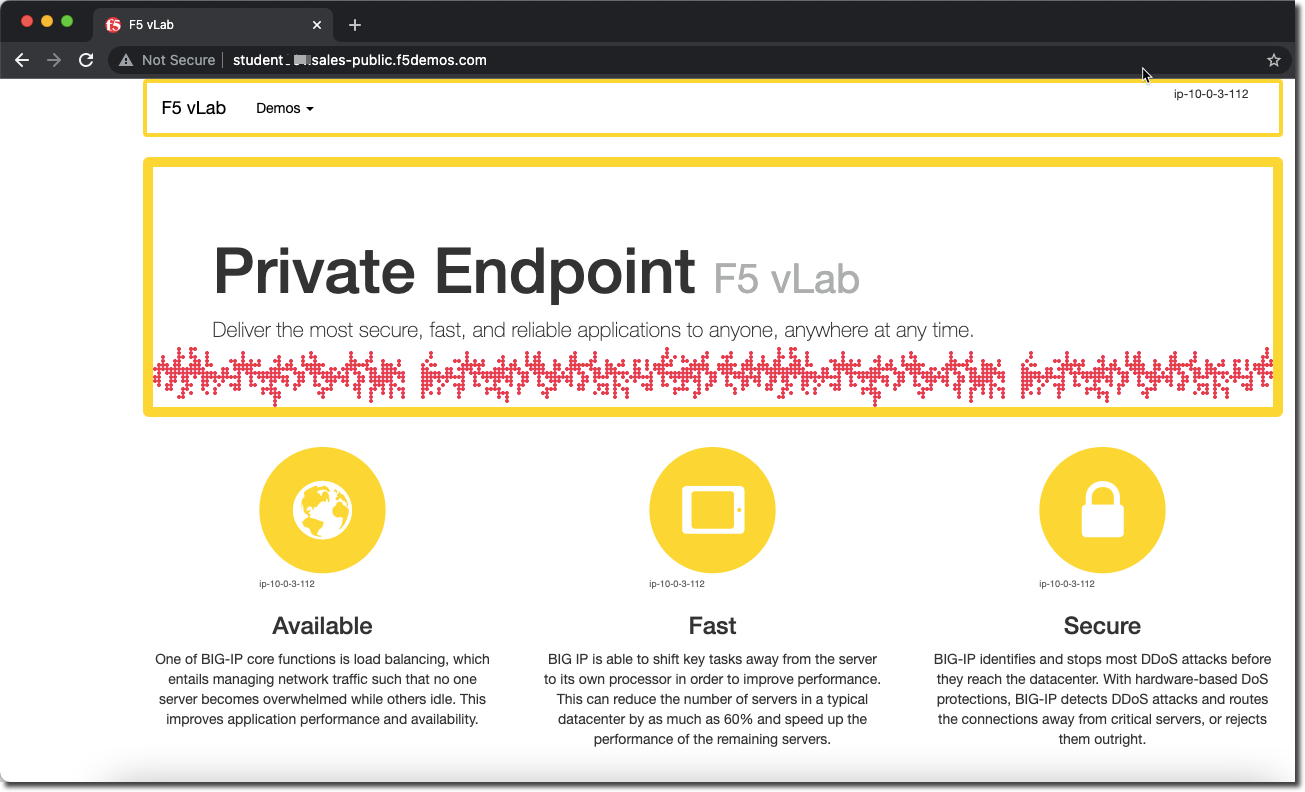 F5 vLab
Not Secure
student sales-public.f5demos.com
F5 vLab
Demos
ip-10-0-3-112
Private Endpoint F5 vLab
Deliver the most secure, fast, and reliable applications to anyone, anywhere at any time.
ip-10-0-3-112
Available
One of BIG-IP core functions is load balancing, which
entails managing network traffic such that no one
server becomes overwhelmed while others idle. This
improves application performance and availability.
ip-10-0-3-112
Fast
BIG IP is able to shift key tasks away from the server
to its own processor in order to improve performance.
This can reduce the number of servers in a typical
datacenter by as much as 60% and speed up the
performance of the remaining servers.
ip-10-0-3-112
Secure
BIG-IP identifies and stops most DDoS attacks before
they reach the datacenter. With hardware-based DoS
protections, BIG-IP detects DDoS attacks and routes
the connections away from critical servers, or rejects
them outright.